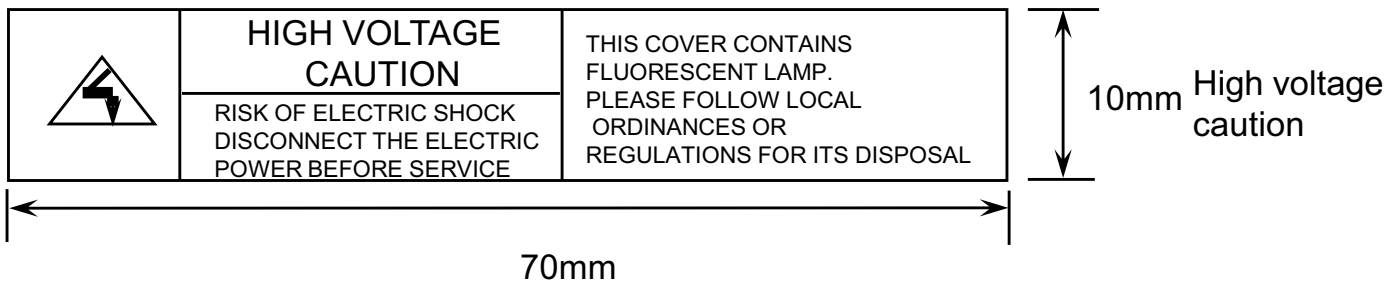 HIGH VOLTAGE
CAUTION
RISK OF ELECTRIC SHOCK
DISCONNECT THE ELECTRIC
POWER BEFORE SERVICE
THIS COVER CONTAINS
FLUORESCENT LAMP.
PLEASE FOLLOW LOCAL
ORDINANCES OR
REGULATIONS FOR ITS DISPOSAL
10mm
High voltage
caution
70mm